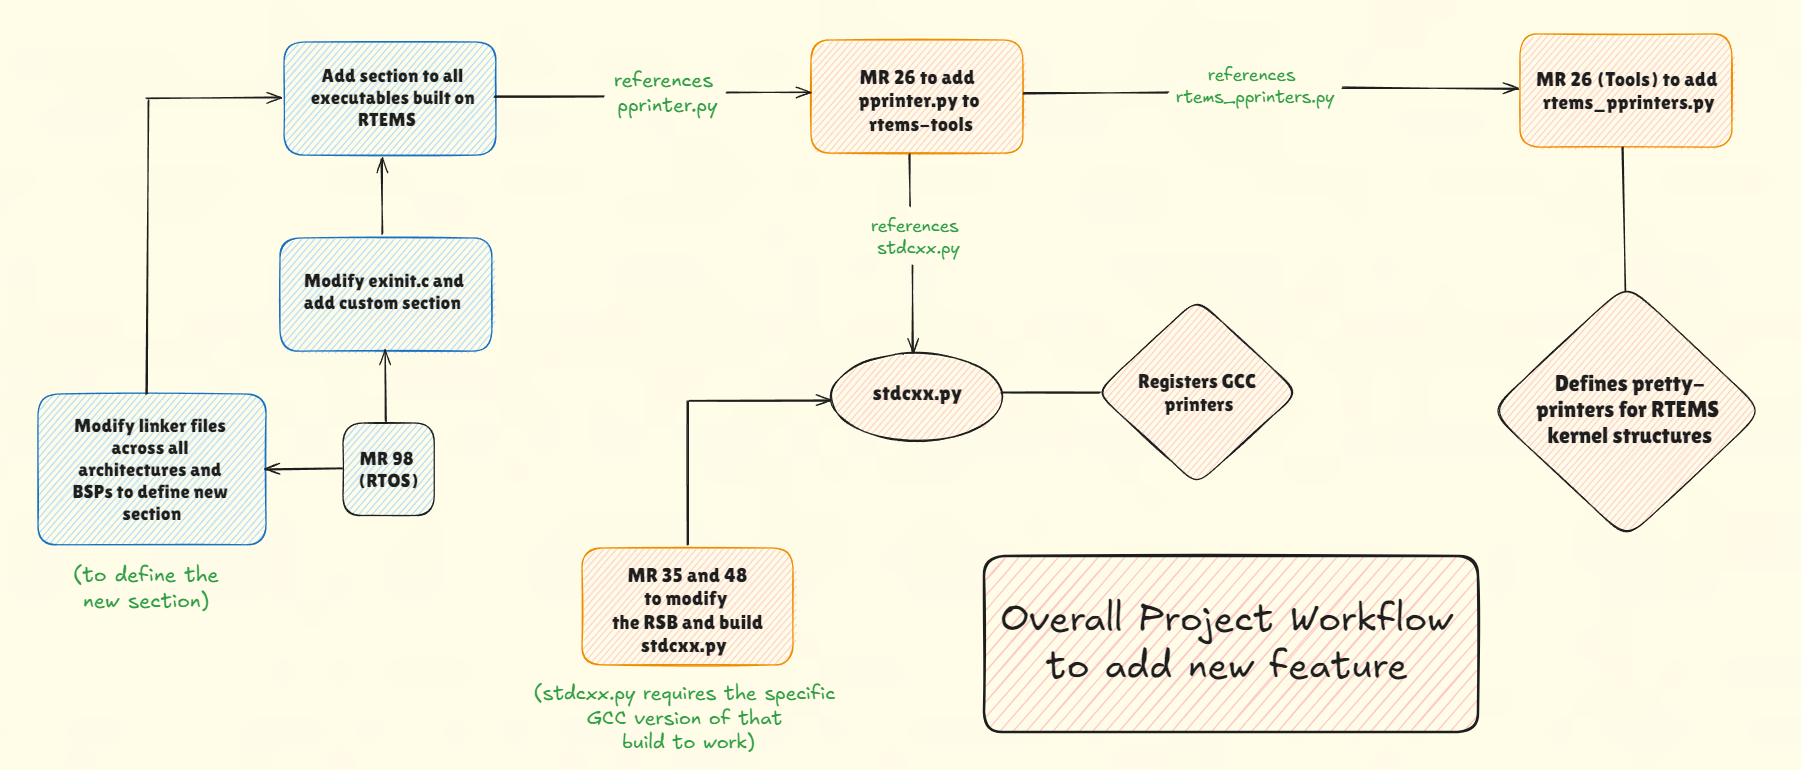 Add section to all
executables built on
RTEMS
references
pprinter.py
MR 26 to add
pprinter.py to
rtems-tools
references
rtems_pprinters.py
MR 26 (Tools) to add
rtems_pprinters.py
Modify exinit.c and
add custom section
references
stdcxx.py
Modify linker files
across all
architectures and
BSPs to define new
section
(to define the
new section)
MR 98
(RTOS)
stdcxx.py
Registers GCC
printers
Defines pretty-
printers for RTEMS
kernel structures
MR 35 and 48
to modify
the RSB and build
stdcxx.py
(stdcxx.py requires the specific
GCC version of that
build to work)
Overall Project Workflow
to add new feature